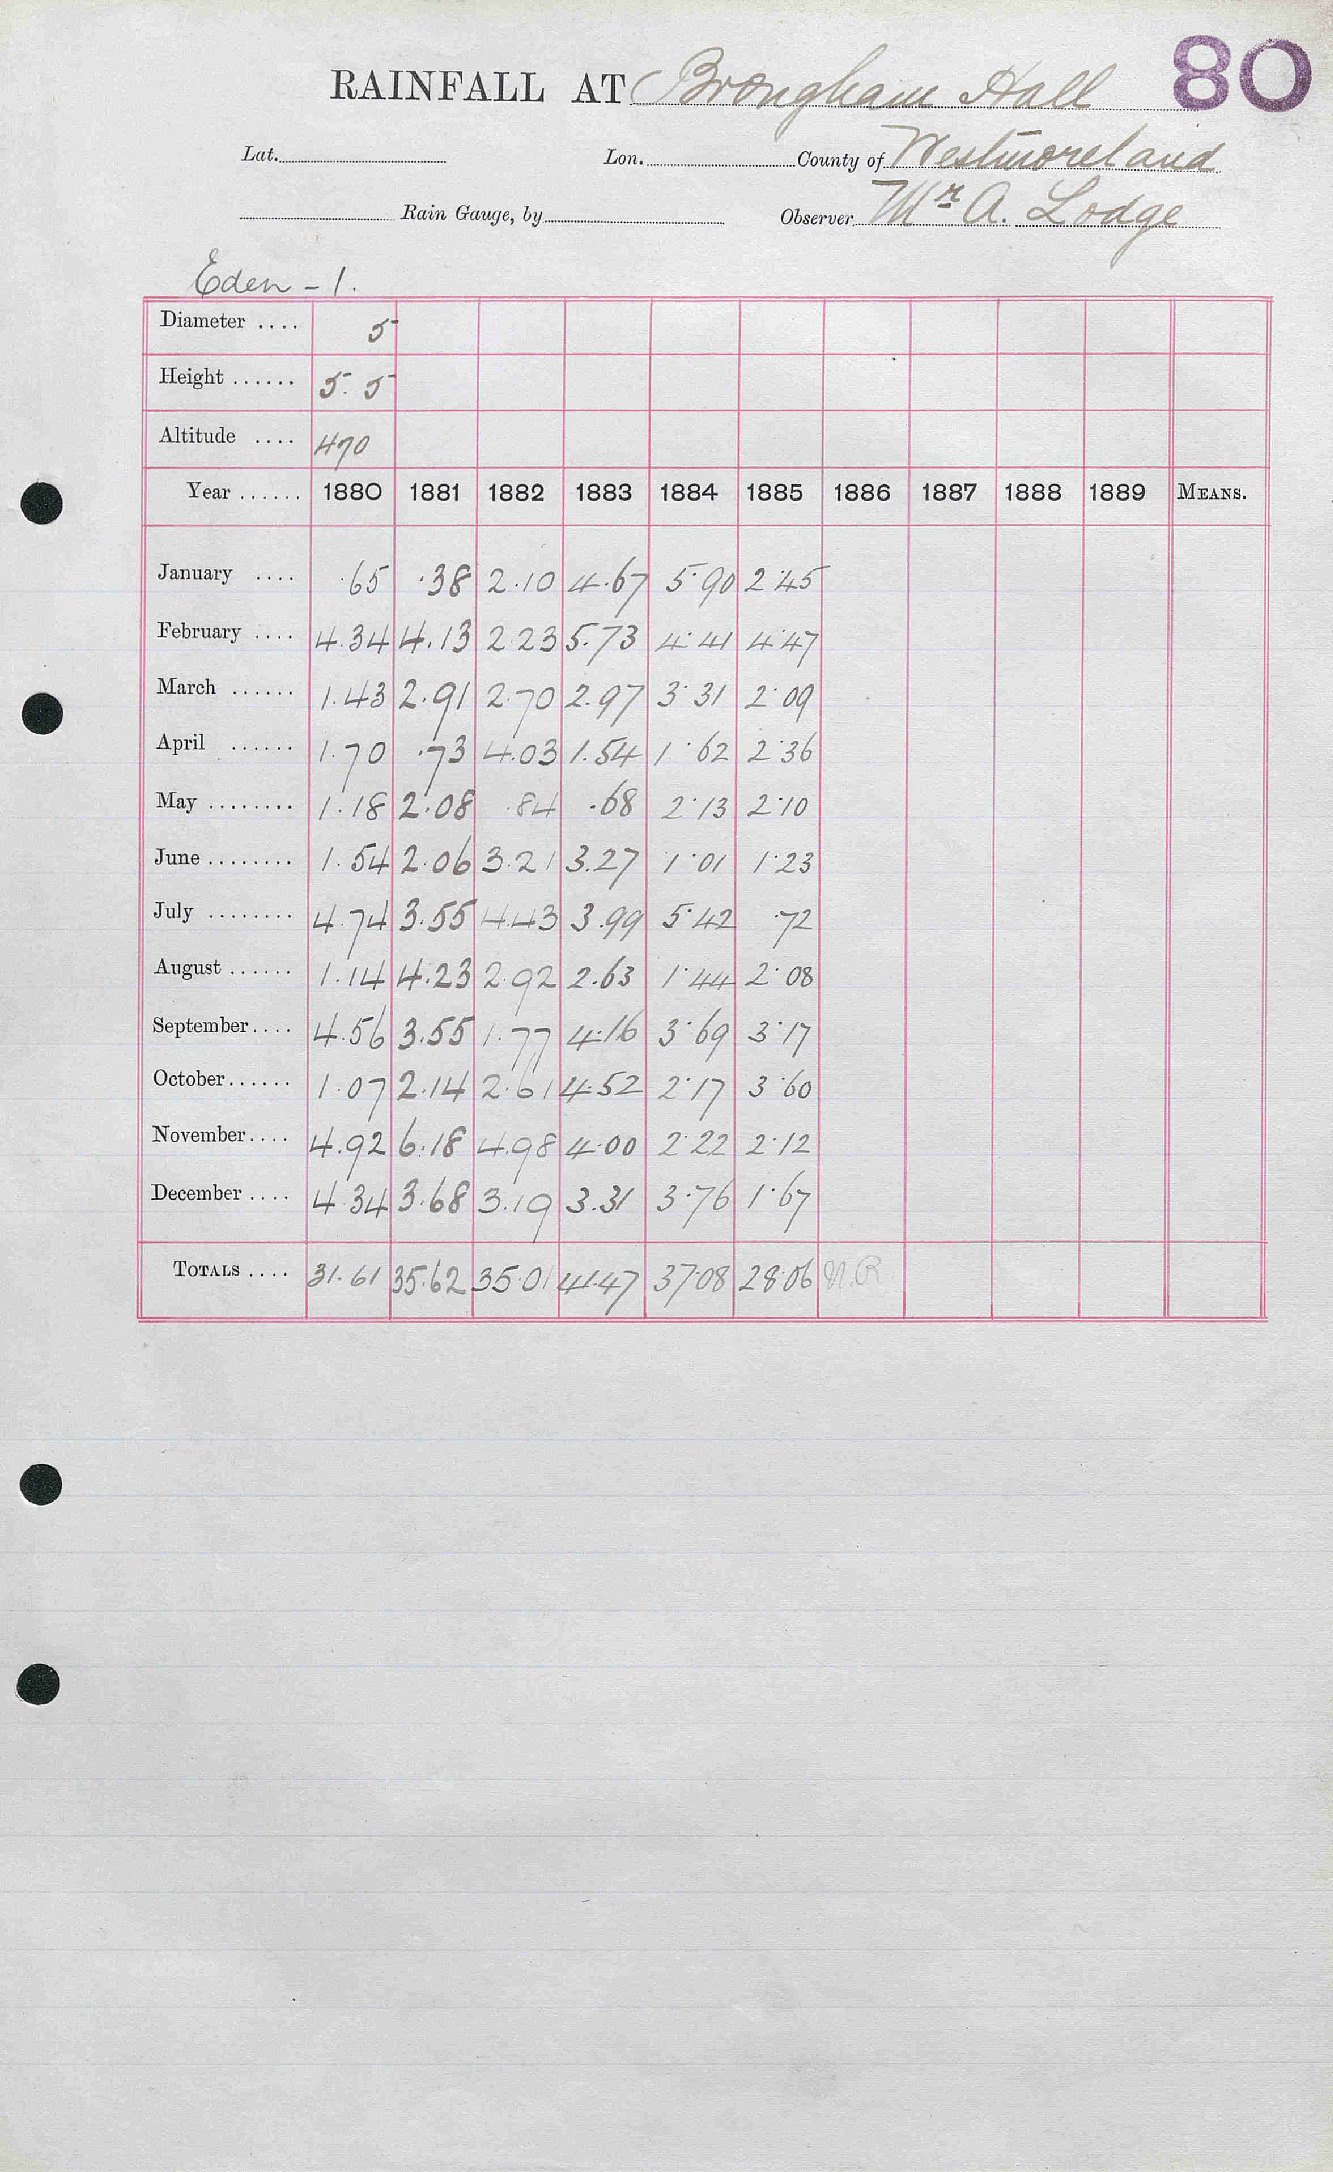 80
RAINFALL AT Brougham Hall
Lat. Lon. County of Westmoreland
Rain Gauge, by Observer Mr A. Lodge
Eden - 1.
Diameter .... 5
Height ...... 5. 5
Altitude .... 470
Year ...... 1880 1881 1882 1883 1884 1885 1886 1887 1888 1889 MEANS.
January .... .65 .38 2.10 4.67 5.90 2.45
February .... 4.34 4.13 2.23 5.73 4.41 4.47
March ...... 1.43 2.91 2.70 2.97 3.31 2.09
April ...... 1.70 .73 4.03 1.54 1.62 2.36
May ........ 1.18 2.08 .84 .68 2.13 2.10
June ........ 1.54 2.06 3.21 3.27 1.01 1.23
July ........ 4.74 3.55 4.43 3.99 5.42 .72
August ...... 1.14 4.23 2.92 2.63 1.44 2.08
September.... 4.56 3.55 1.77 4.16 3.69 3.17
October...... 1.07 2.14 2.61 4.52 2.17 3.60
November.... 4.92 6.18 4.98 4.00 2.22 2.12
December .... 4.34 3.68 3.19 3.31 3.76 1.67
TOTALS .... 31.61 35.62 35.01 41.47 37.08 28.06 N.R